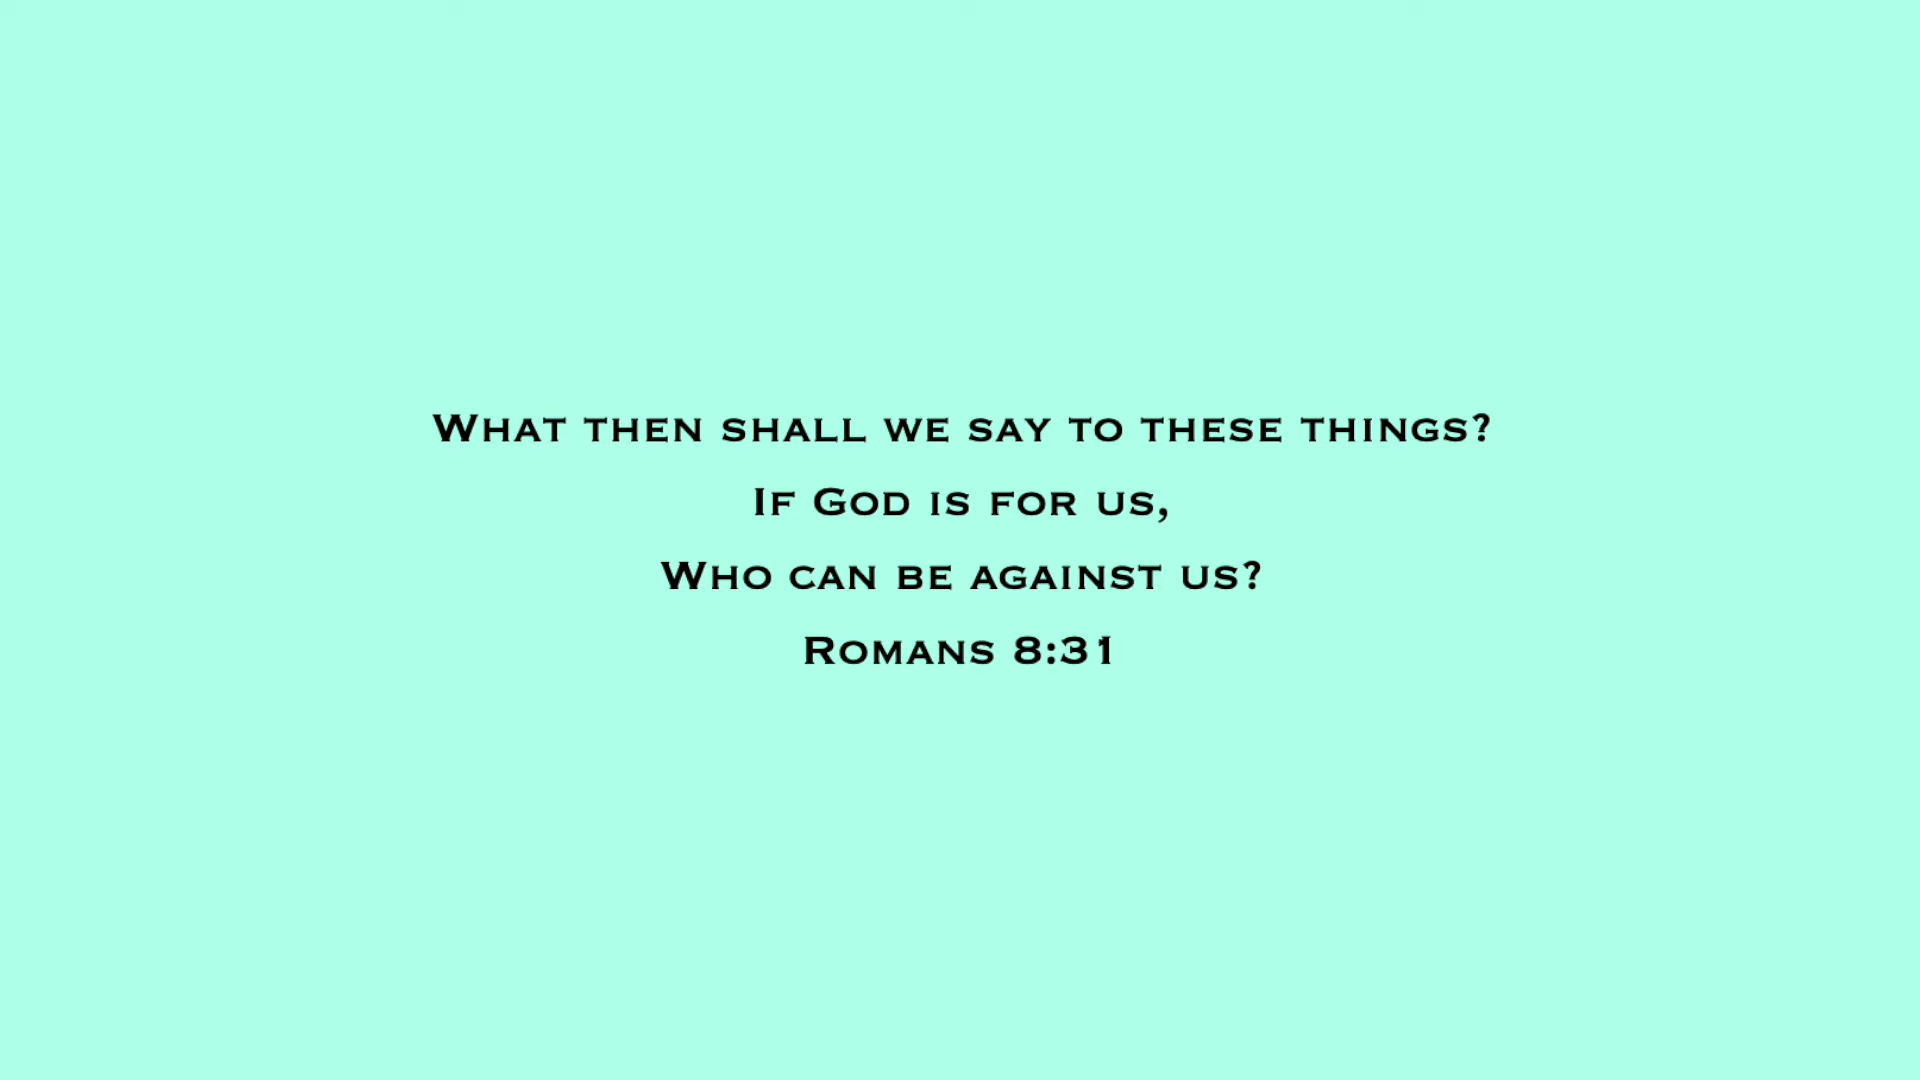 What then shall we say to these things?
If God is for us,
Who can be against us?
Romans 8:31